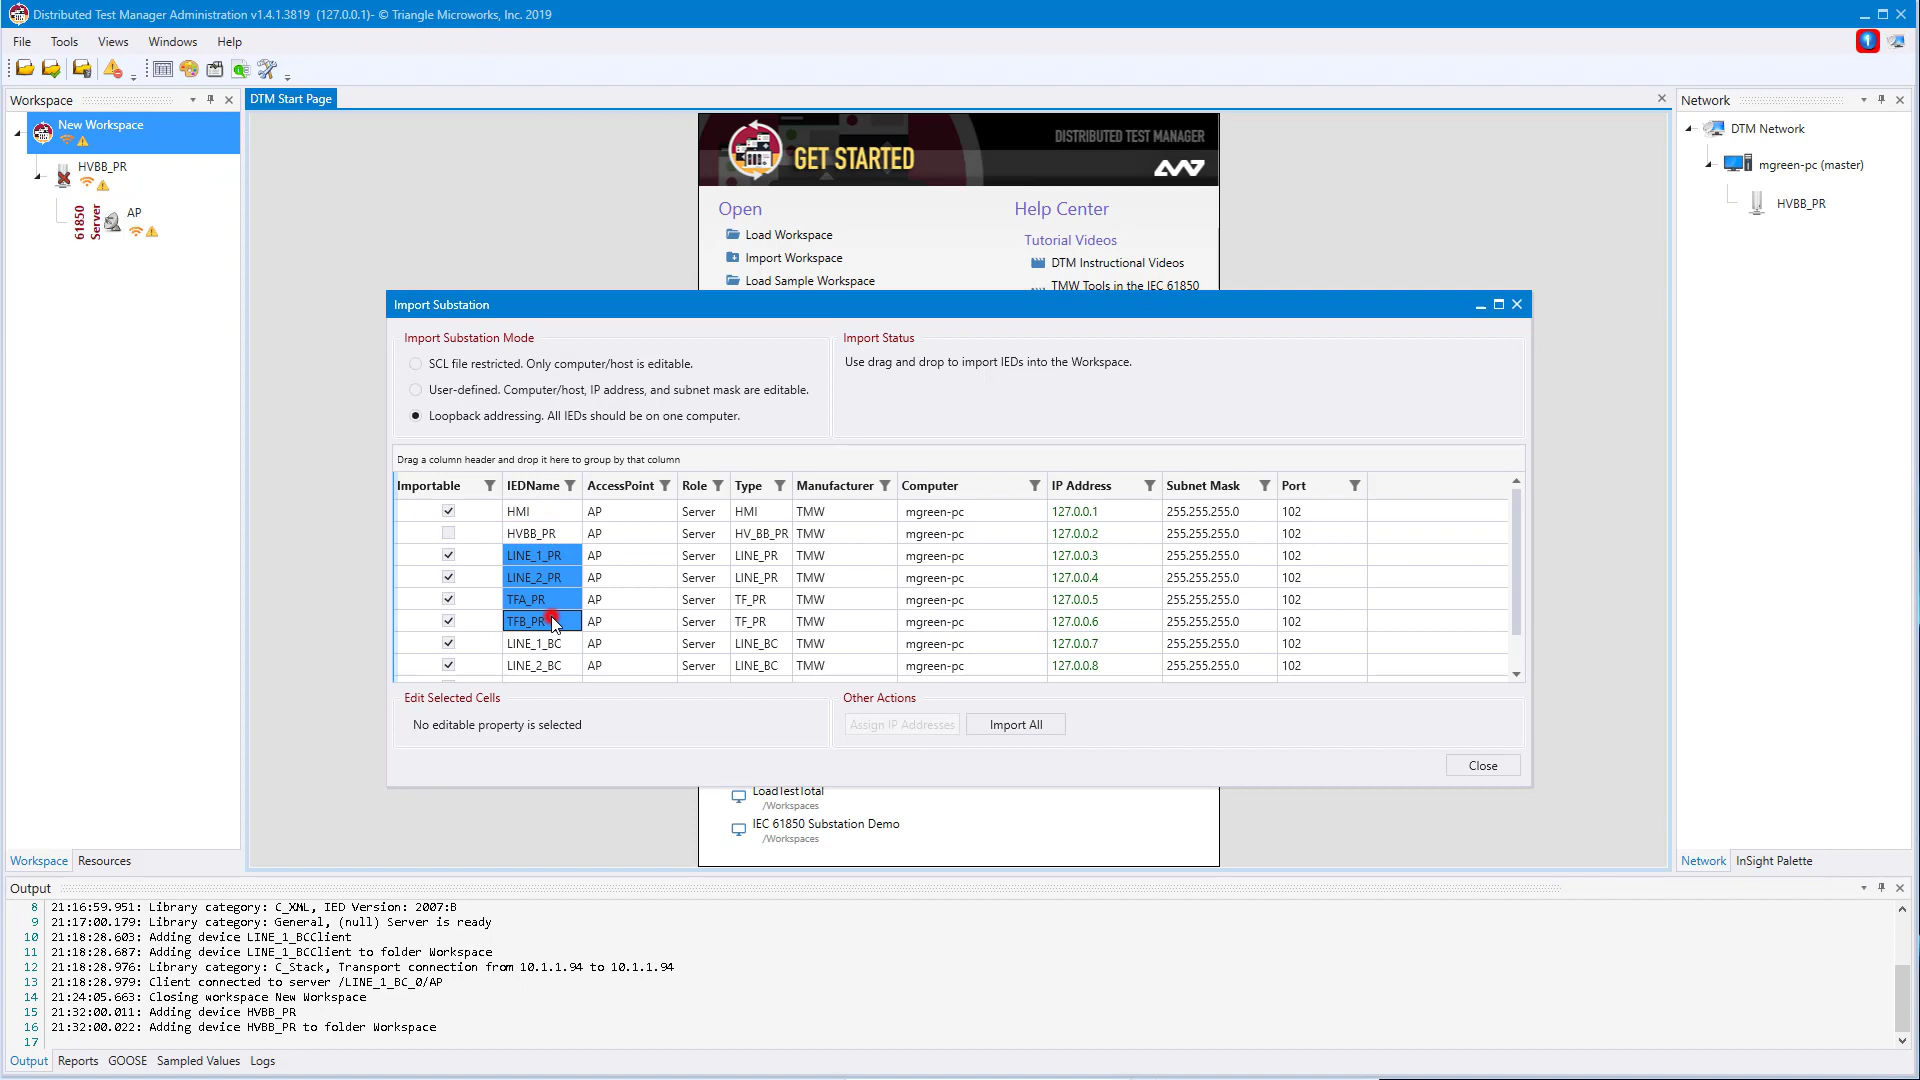 Distributed Test Manager Administration v1.4.1.3819 (127.0.0.1)- © Triangle Microworks, Inc. 2019
File Tools Views Windows Help
Workspace
New Workspace
HVBB_PR
61850 Server
AP
DTM Start Page
DISTRIBUTED TEST MANAGER
GET STARTED
Open
Load Workspace
Import Workspace
Load Sample Workspace
Help Center
Tutorial Videos
DTM Instructional Videos
TMW Tools in the IEC 61850
Network
DTM Network
mgreen-pc (master)
HVBB_PR
Import Substation
Import Substation Mode
SCL file restricted. Only computer/host is editable.
User-defined. Computer/host, IP address, and subnet mask are editable.
Loopback addressing. All IEDs should be on one computer.
Import Status
Use drag and drop to import IEDs into the Workspace.
Drag a column header and drop it here to group by that column
Importable IEDName AccessPoint Role Type Manufacturer Computer IP Address Subnet Mask Port
HMI AP Server HMI TMW mgreen-pc 127.0.0.1 255.255.255.0 102
HVBB_PR AP Server HV_BB_PR TMW mgreen-pc 127.0.0.2 255.255.255.0 102
LINE_1_PR AP Server LINE_PR TMW mgreen-pc 127.0.0.3 255.255.255.0 102
LINE_2_PR AP Server LINE_PR TMW mgreen-pc 127.0.0.4 255.255.255.0 102
TFA_PR AP Server TF_PR TMW mgreen-pc 127.0.0.5 255.255.255.0 102
TFB_PR AP Server TF_PR TMW mgreen-pc 127.0.0.6 255.255.255.0 102
LINE_1_BC AP Server LINE_BC TMW mgreen-pc 127.0.0.7 255.255.255.0 102
LINE_2_BC AP Server LINE_BC TMW mgreen-pc 127.0.0.8 255.255.255.0 102
Edit Selected Cells
No editable property is selected
Other Actions
Assign IP Addresses Import All
Close
LoadTestTotal
/Workspaces
IEC 61850 Substation Demo
/Workspaces
Workspace Resources
Network InSight Palette
Output
8 21:16:59.951: Library category: C_XML, IED Version: 2007:B
9 21:17:00.179: Library category: General, (null) Server is ready
10 21:18:28.603: Adding device LINE_1_BCClient
11 21:18:28.687: Adding device LINE_1_BCClient to folder Workspace
12 21:18:28.976: Library category: C_Stack, Transport connection from 10.1.1.94 to 10.1.1.94
13 21:18:28.979: Client connected to server /LINE_1_BC_0/AP
14 21:24:05.663: Closing workspace New Workspace
15 21:32:00.011: Adding device HVBB_PR
16 21:32:00.022: Adding device HVBB_PR to folder Workspace
17
Output Reports GOOSE Sampled Values Logs